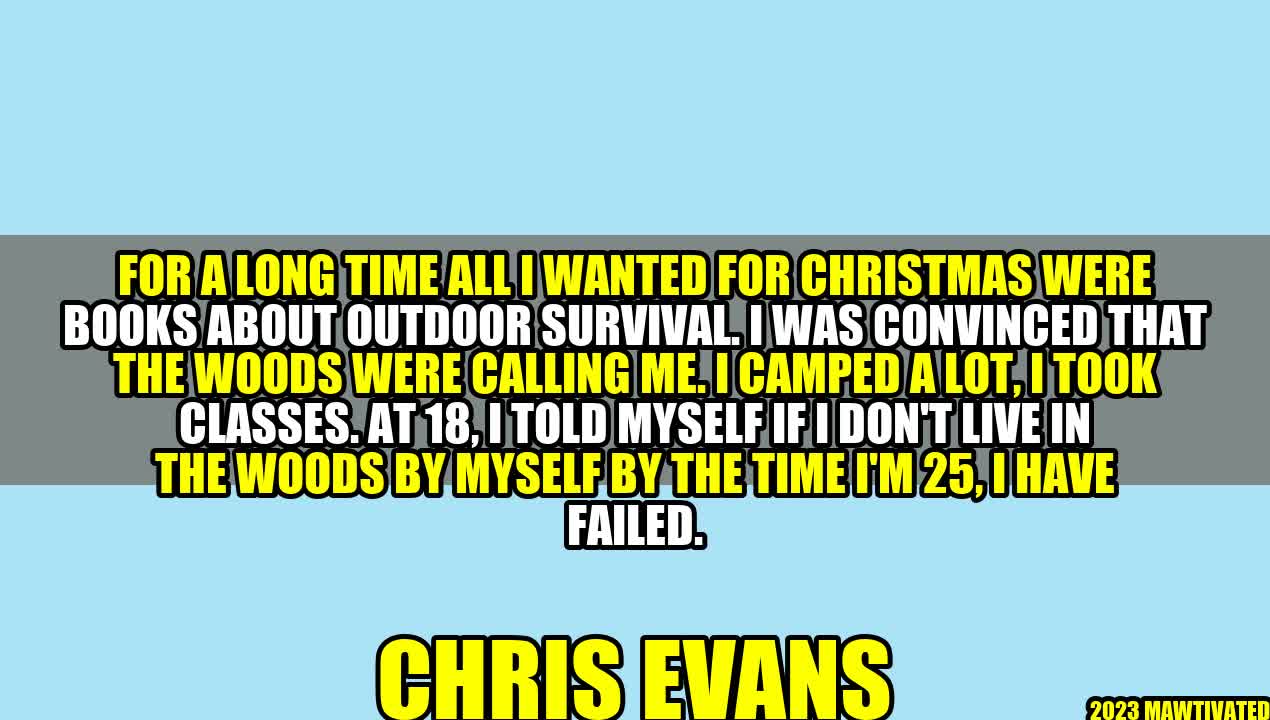 FOR A LONG TIME ALL I WANTED FOR CHRISTMAS WERE
BOOKS ABOUT OUTDOOR SURVIVAL. I WAS CONVINCED THAT
THE WOODS WERE CALLING ME. I CAMPED A LOT, I TOOK
CLASSES. AT 18, I TOLD MYSELF IF I DON'T LIVE IN
THE WOODS BY MYSELF BY THE TIME I'M 25, I HAVE
FAILED.
CHRIS EVANS
2023 MAWTIVATED